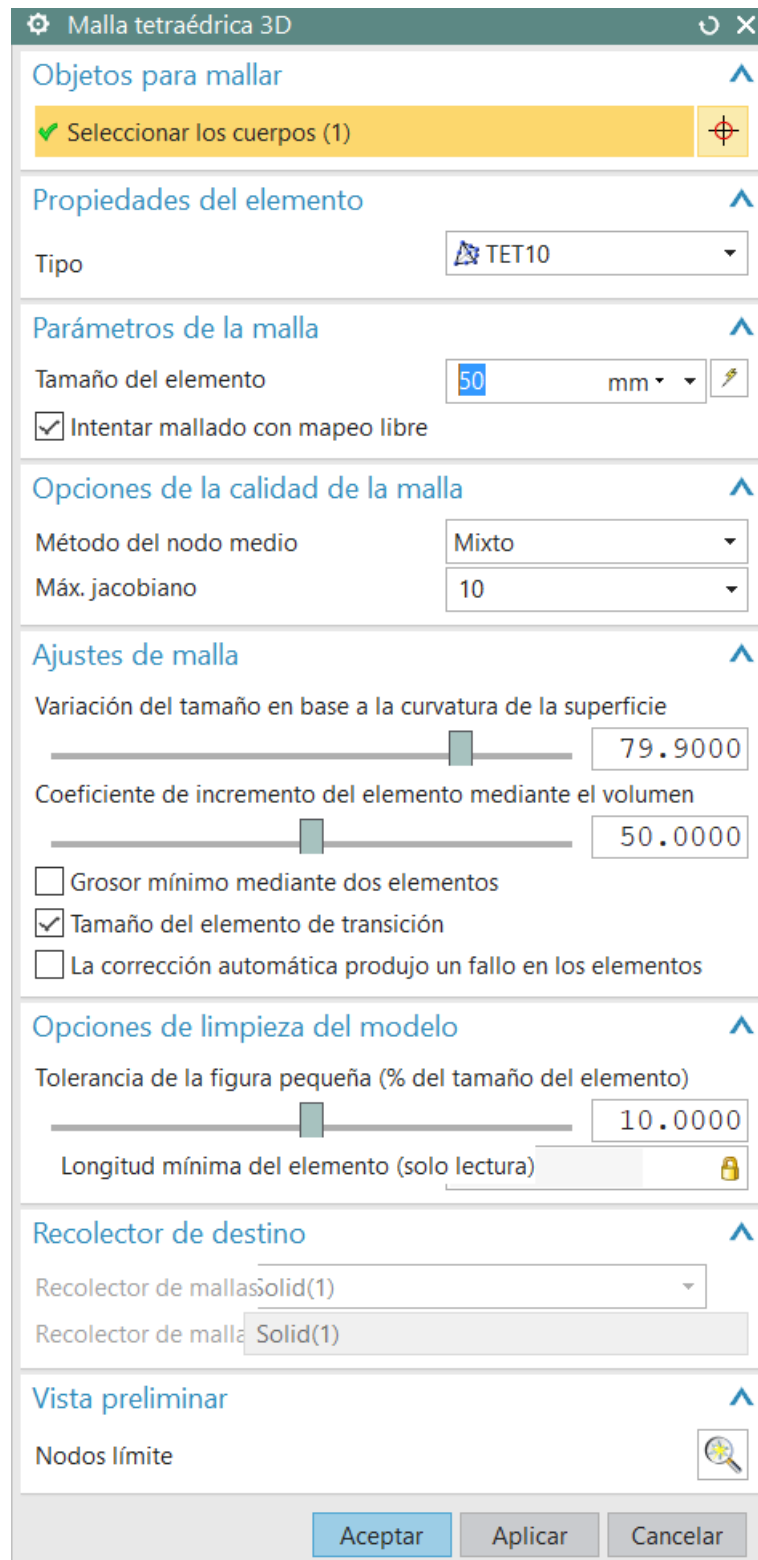 Malla tetraédrica 3D
Objetos para mallar
Seleccionar los cuerpos (1)
Propiedades del elemento
Tipo TET10
Parámetros de la malla
Tamaño del elemento 50 mm
Intentar mallado con mapeo libre
Opciones de la calidad de la malla
Método del nodo medio Mixto
Máx. jacobiano 10
Ajustes de malla
Variación del tamaño en base a la curvatura de la superficie
79.9000
Coeficiente de incremento del elemento mediante el volumen
50.0000
Grosor mínimo mediante dos elementos
Tamaño del elemento de transición
La corrección automática produjo un fallo en los elementos
Opciones de limpieza del modelo
Tolerancia de la figura pequeña (% del tamaño del elemento)
10.0000
Longitud mínima del elemento (solo lectura)
Recolector de destino
Recolector de mallas Solid(1)
Recolector de malla Solid(1)
Vista preliminar
Nodos límite
Aceptar Aplicar Cancelar